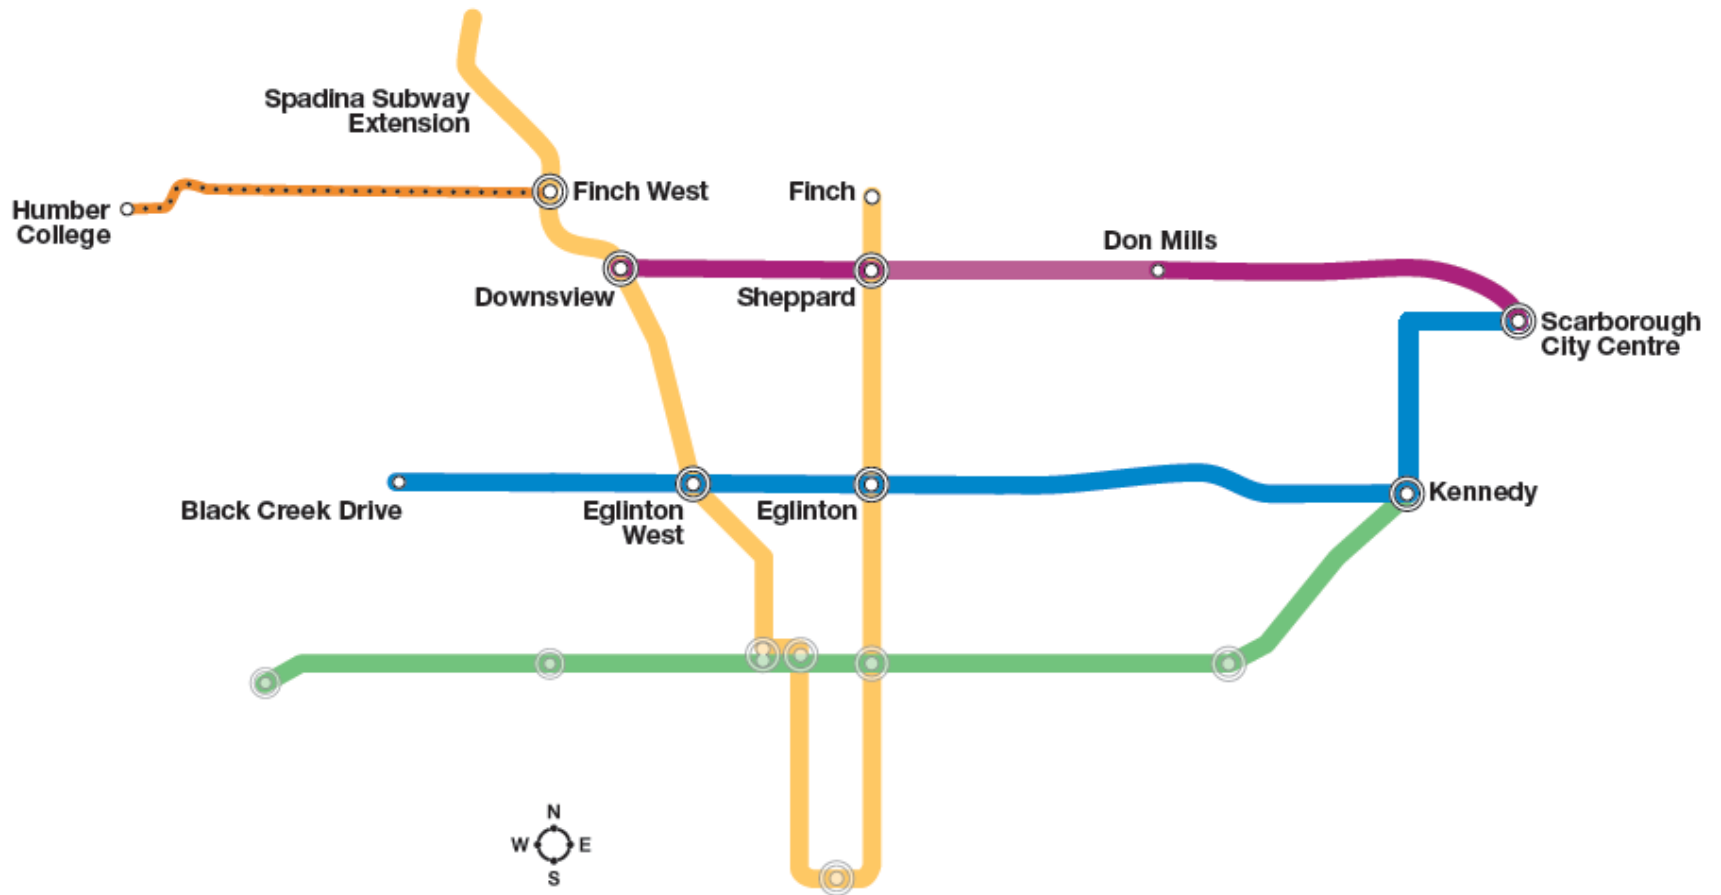 Spadina Subway
Extension
Humber
College
Finch West
Finch
Don Mills
Downsview
Sheppard
Scarborough
City Centre
Black Creek Drive
Eglinton
West
Eglinton
Kennedy
N
W E
S